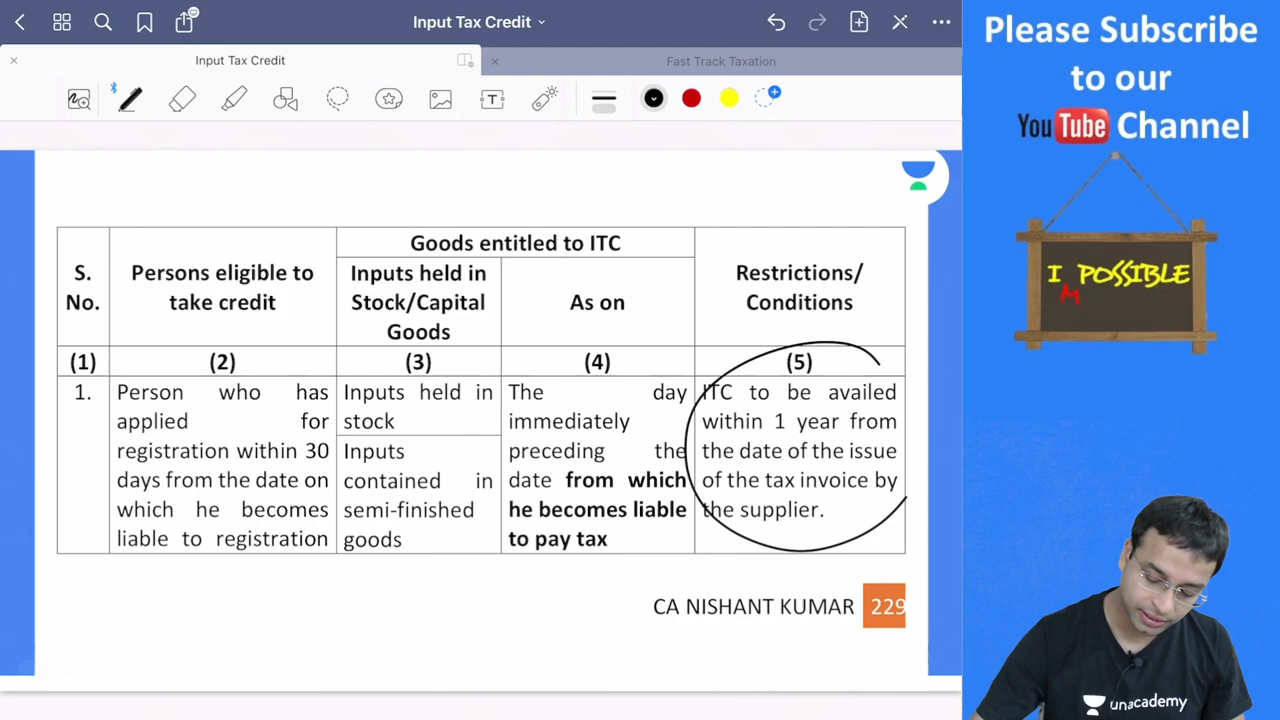 Input Tax Credit
Input Tax Credit
Fast Track Taxation
Please Subscribe
to our
YouTube Channel
I POSSIBLE
M
S.
No.
Persons eligible to
take credit
Goods entitled to ITC
Inputs held in
Stock/Capital
Goods
As on
Restrictions/
Conditions
(1)
(2)
(3)
(4)
(5)
1.
Person who has
applied for
registration within 30
days from the date on
which he becomes
liable to registration
Inputs held in
stock
Inputs
contained in
semi-finished
goods
The day
immediately
preceding the
date from which
he becomes liable
to pay tax
ITC to be availed
within 1 year from
the date of the issue
of the tax invoice by
the supplier.
CA NISHANT KUMAR 229
unacademy